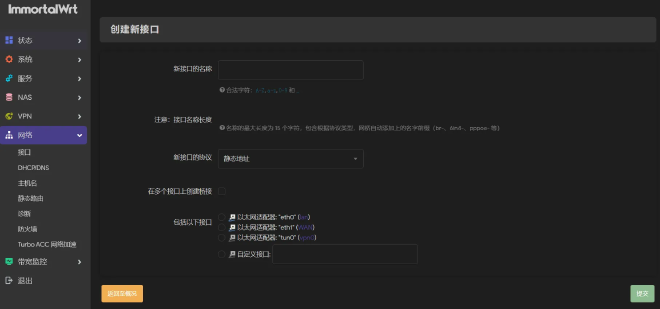 ImmortalWrt
状态
系统
服务
NAS
VPN
网络
接口
DHCP/DNS
主机名
静态路由
诊断
防火墙
Turbo ACC 网络加速
带宽监控
退出
创建新接口
新接口的名称
合法字符: a-z, A-Z, 0-9 和 _
注意: 接口名称长度
名称的最大长度为 15 个字符, 包含根据协议类型, 网络自动添加上的名字前缀 (br-, 6in4-, pppoe- 等)
新接口的协议
静态地址
在多个接口上创建桥接
包括以下接口
以太网适配器: "eth0" (lan)
以太网适配器: "eth1" (WAN)
以太网适配器: "tun0" (vpn0)
自定义接口:
返回至概况
提交